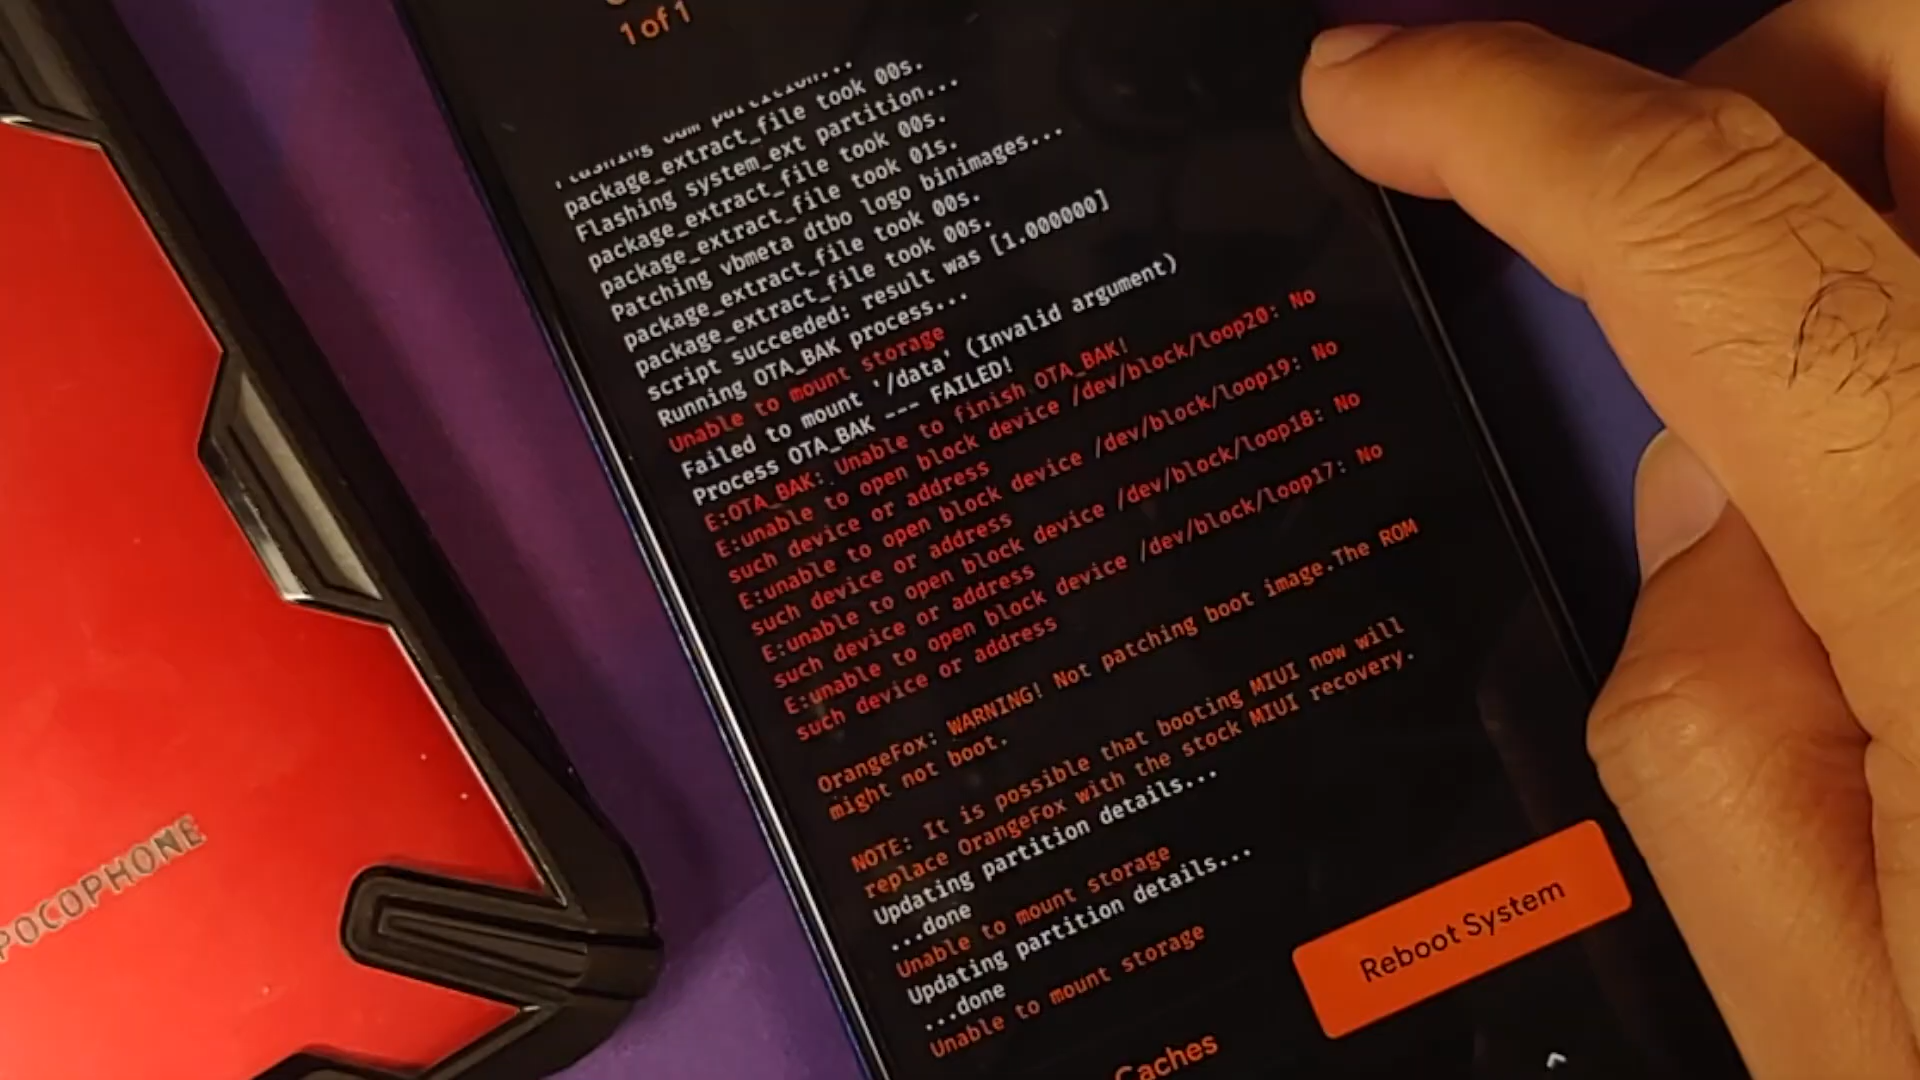 1 of 1
package_extract_file took 00s.
Flashing system_ext partition...
package_extract_file took 00s.
package_extract_file took 01s.
Patching vbmeta dtbo logo binimages...
package_extract_file took 00s.
package_extract_file took 00s.
script succeeded: result was [1.000000]
Running OTA_BAK process...
Unable to mount storage
Failed to mount '/data' (Invalid argument)
Process OTA_BAK --- FAILED!
E:OTA_BAK: Unable to finish OTA_BAK!
E:unable to open block device /dev/block/loop20: No
such device or address
E:unable to open block device /dev/block/loop19: No
such device or address
E:unable to open block device /dev/block/loop18: No
such device or address
E:unable to open block device /dev/block/loop17: No
such device or address
OrangeFox: WARNING! Not patching boot image.The ROM
might not boot.
NOTE: It is possible that booting MIUI now will
replace OrangeFox with the stock MIUI recovery.
Updating partition details...
...done
Unable to mount storage
Updating partition details...
...done
Unable to mount storage
Reboot System
Caches
POCOPHONE